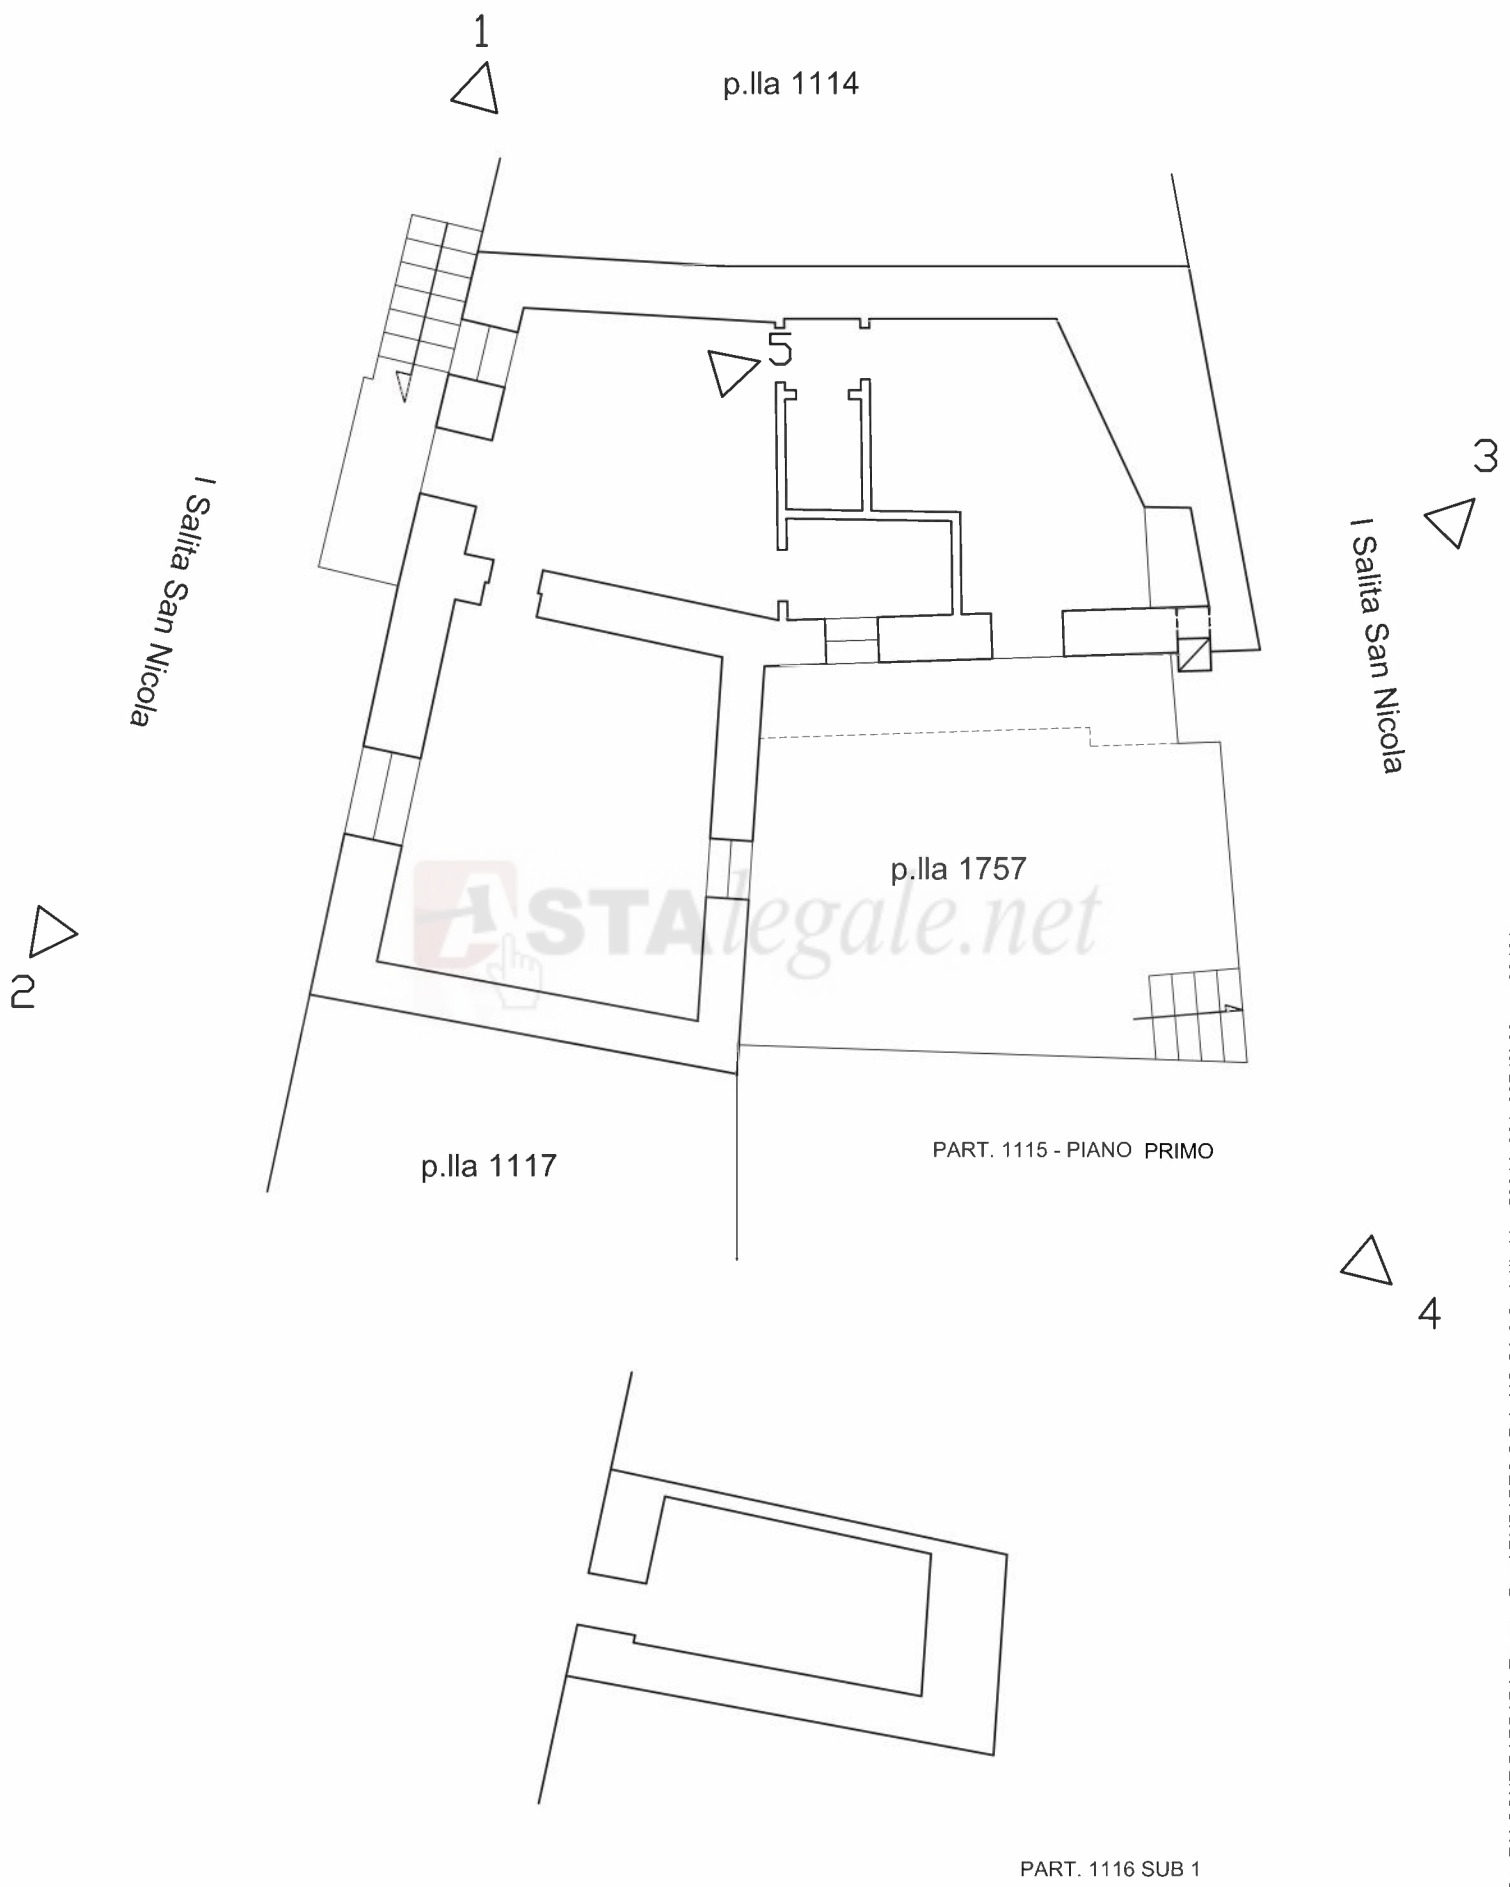 1
p.lla 1114
5
3
I Salita San Nicola
I Salita San Nicola
p.lla 1757
ASTAlegale.net
2
PART. 1115 - PIANO PRIMO
p.lla 1117
4
PART. 1116 SUB 1